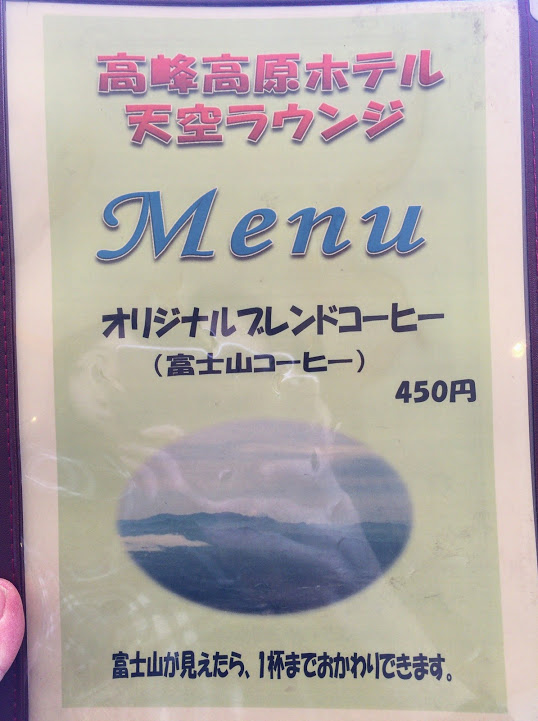 高峰高原ホテル
天空ラウンジ
Menu
オリジナルブレンドコーヒー
(富士山コーヒー)
450円
富士山が見えたら、1杯までおかわりできます。